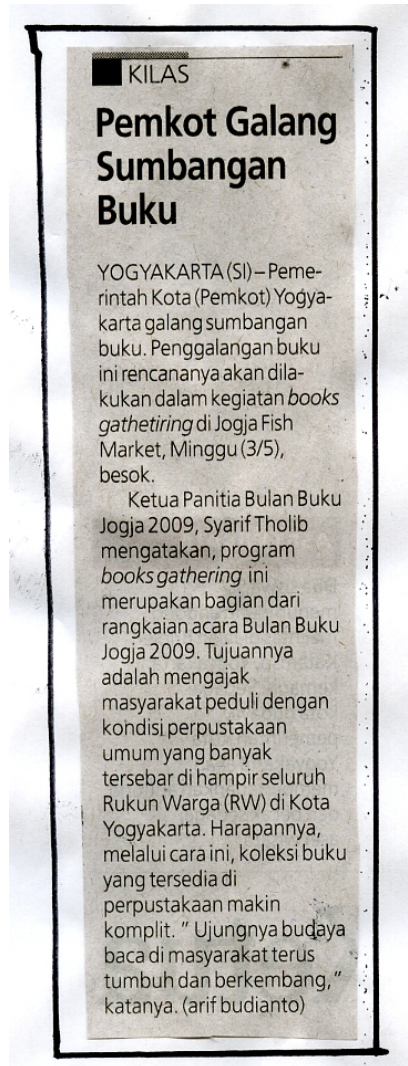 KILAS
Pemkot Galang
Sumbangan
Buku
YOGYAKARTA (SI) – Peme-
rintah Kota (Pemkot) Yogya-
karta galang sumbangan
buku. Penggalangan buku
ini rencananya akan dila-
kukan dalam kegiatan books
gathetiring di Jogja Fish
Market, Minggu (3/5),
besok.
Ketua Panitia Bulan Buku
Jogja 2009, Syarif Tholib
mengatakan, program
books gathering ini
merupakan bagian dari
rangkaian acara Bulan Buku
Jogja 2009. Tujuannya
adalah mengajak
masyarakat peduli dengan
kondisi perpustakaan
umum yang banyak
tersebar di hampir seluruh
Rukun Warga (RW) di Kota
Yogyakarta. Harapannya,
melalui cara ini, koleksi buku
yang tersedia di
perpustakaan makin
komplit. " Ujungnya budaya
baca di masyarakat terus
tumbuh dan berkembang,"
katanya. (arif budianto)